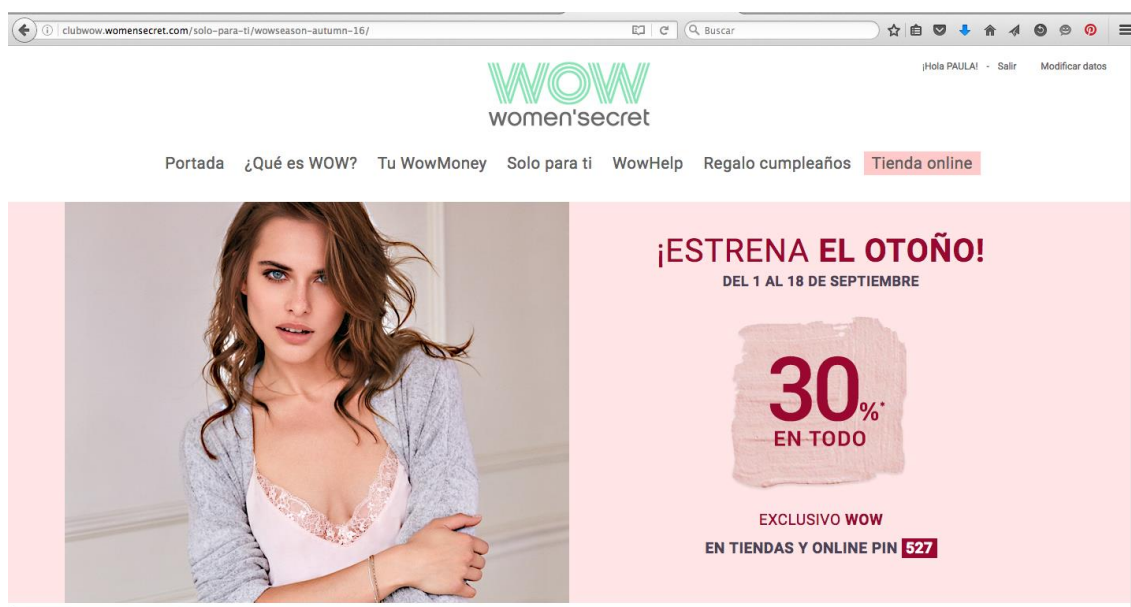 clubwow.womensecret.com/solo-para-ti/wowseason-autumn-16/
Buscar
¡Hola PAULA! - Salir Modificar datos
WOW
women'secret
Portada ¿Qué es WOW? Tu WowMoney Solo para ti WowHelp Regalo cumpleaños Tienda online
¡ESTRENA EL OTOÑO!
DEL 1 AL 18 DE SEPTIEMBRE
30%*
EN TODO
EXCLUSIVO WOW
EN TIENDAS Y ONLINE PIN 527